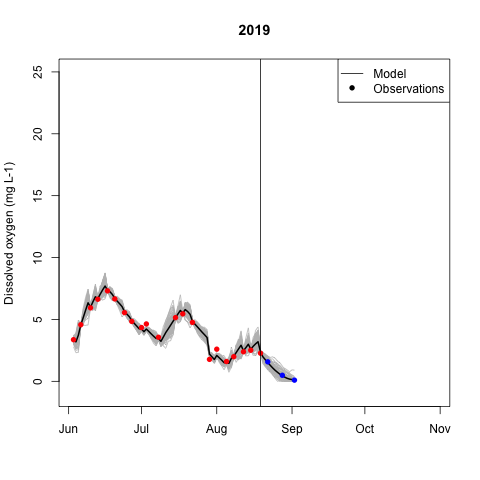 2019
Model
Observations
Dissolved oxygen (mg L-1)
25
20
15
10
5
0
Jun Jul Aug Sep Oct Nov